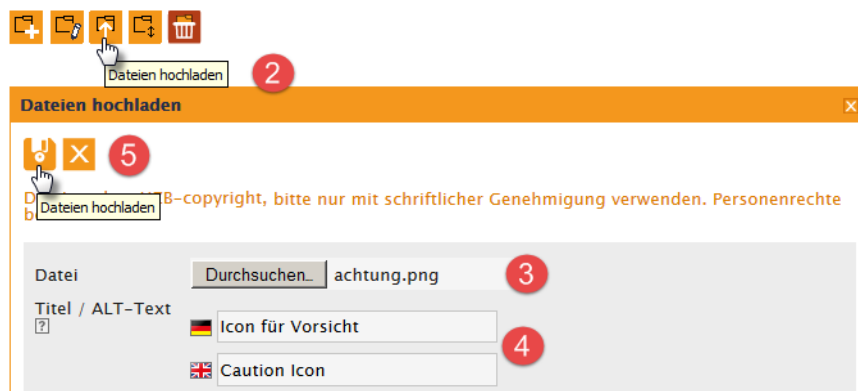 Dateien hochladen
2
Dateien hochladen
5
Dateien hochladen
B-copyright, bitte nur mit schriftlicher Genehmigung verwenden. Personenrechte
Datei
Durchsuchen...
achtung.png
3
Titel / ALT-Text
?
Icon für Vorsicht
4
Caution Icon